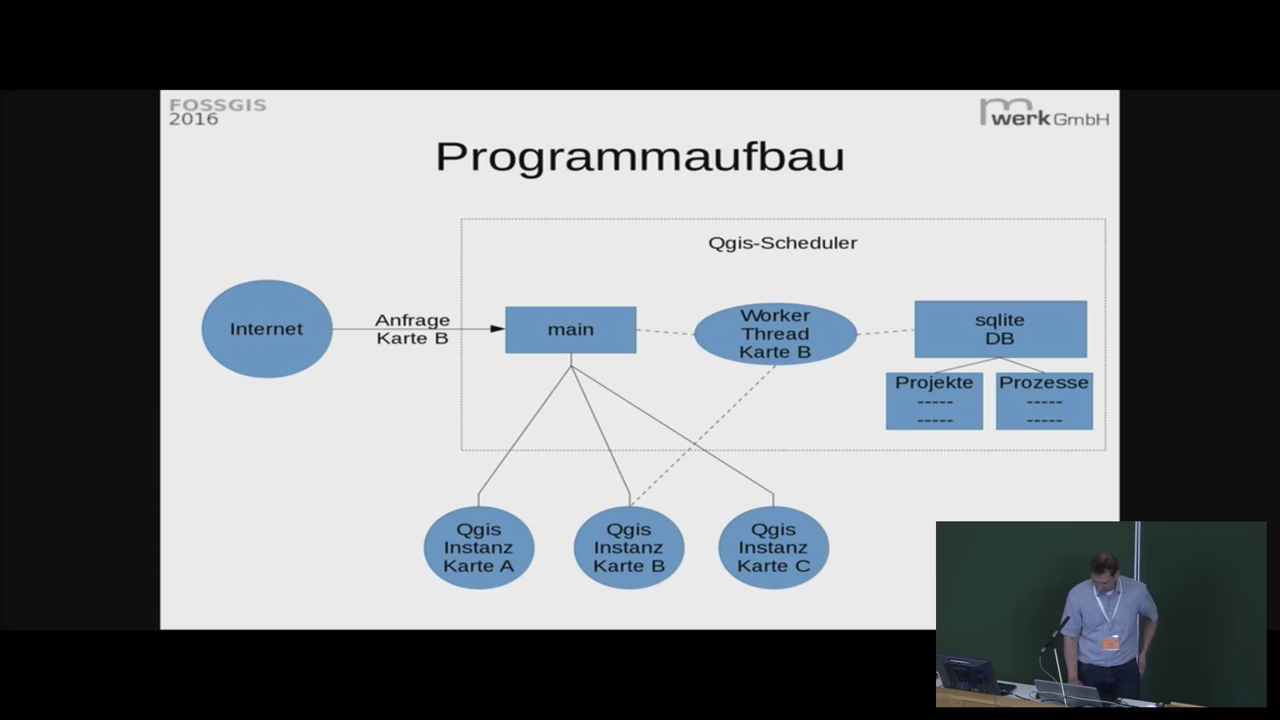 FOSSGIS
2016
mwerk GmbH
Programmaufbau
Qgis-Scheduler
Internet
Anfrage
Karte B
main
Worker
Thread
Karte B
sqlite
DB
Projekte
-----
-----
Prozesse
-----
-----
Qgis
Instanz
Karte A
Qgis
Instanz
Karte B
Qgis
Instanz
Karte C